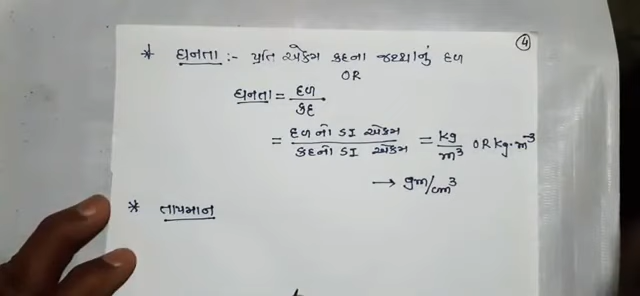 ④
* ઘનતા :- પ્રતિ એકમ કદના જથ્થાનું દળ
OR
ઘનતા = દળ / કદ
= દળનો SI એકમ / કદનો SI એકમ = kg / m³ OR kg·m⁻³
→ gm/cm³
* તાપમાન